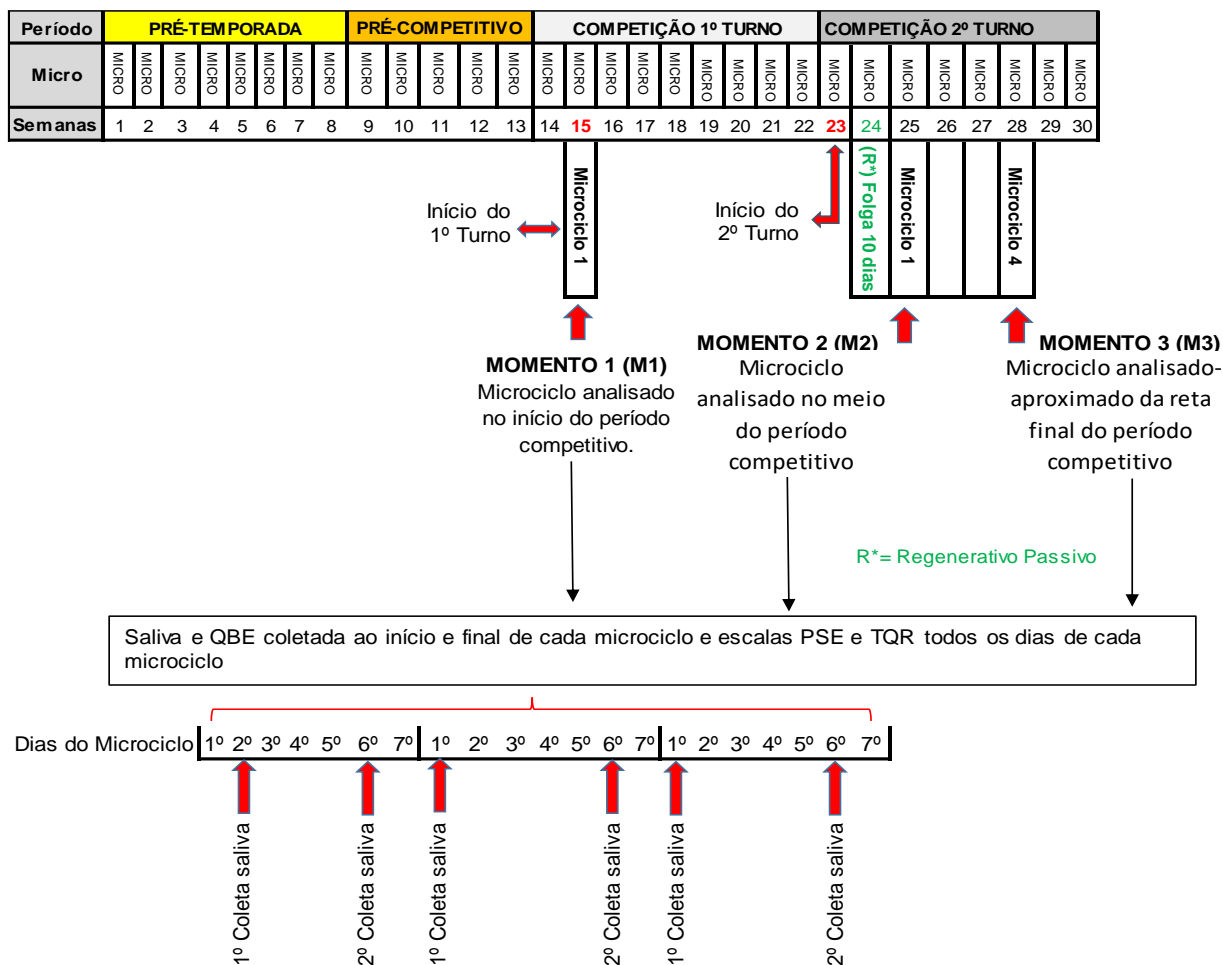 Período PRÉ-TEMPORADA PRÉ-COMPETITIVO COMPETIÇÃO 1º TURNO COMPETIÇÃO 2º TURNO
Micro MICRO MICRO MICRO MICRO MICRO MICRO MICRO MICRO MICRO MICRO MICRO MICRO MICRO MICRO MICRO MICRO MICRO MICRO MICRO MICRO MICRO MICRO MICRO MICRO MICRO MICRO MICRO MICRO MICRO MICRO
Semanas 1 2 3 4 5 6 7 8 9 10 11 12 13 14 15 16 17 18 19 20 21 22 23 24 25 26 27 28 29 30
Início do
1º Turno
Microciclo 1
Início do
2º Turno
(R*) Folga 10 dias
Microciclo 1
Microciclo 4
MOMENTO 1 (M1)
Microciclo analisado
no início do período
competitivo.
MOMENTO 2 (M2)
Microciclo
analisado no meio
do período
competitivo
MOMENTO 3 (M3)
Microciclo analisado-
aproximado da reta
final do período
competitivo
R*= Regenerativo Passivo
Saliva e QBE coletada ao início e final de cada microciclo e escalas PSE e TQR todos os dias de cada
microciclo
Dias do Microciclo 1º 2º 3º 4º 5º 6º 7º 1º 2º 3º 4º 5º 6º 7º 1º 2º 3º 4º 5º 6º 7º
1º Coleta saliva
2º Coleta saliva
1º Coleta saliva
2º Coleta saliva
1º Coleta saliva
2º Coleta saliva